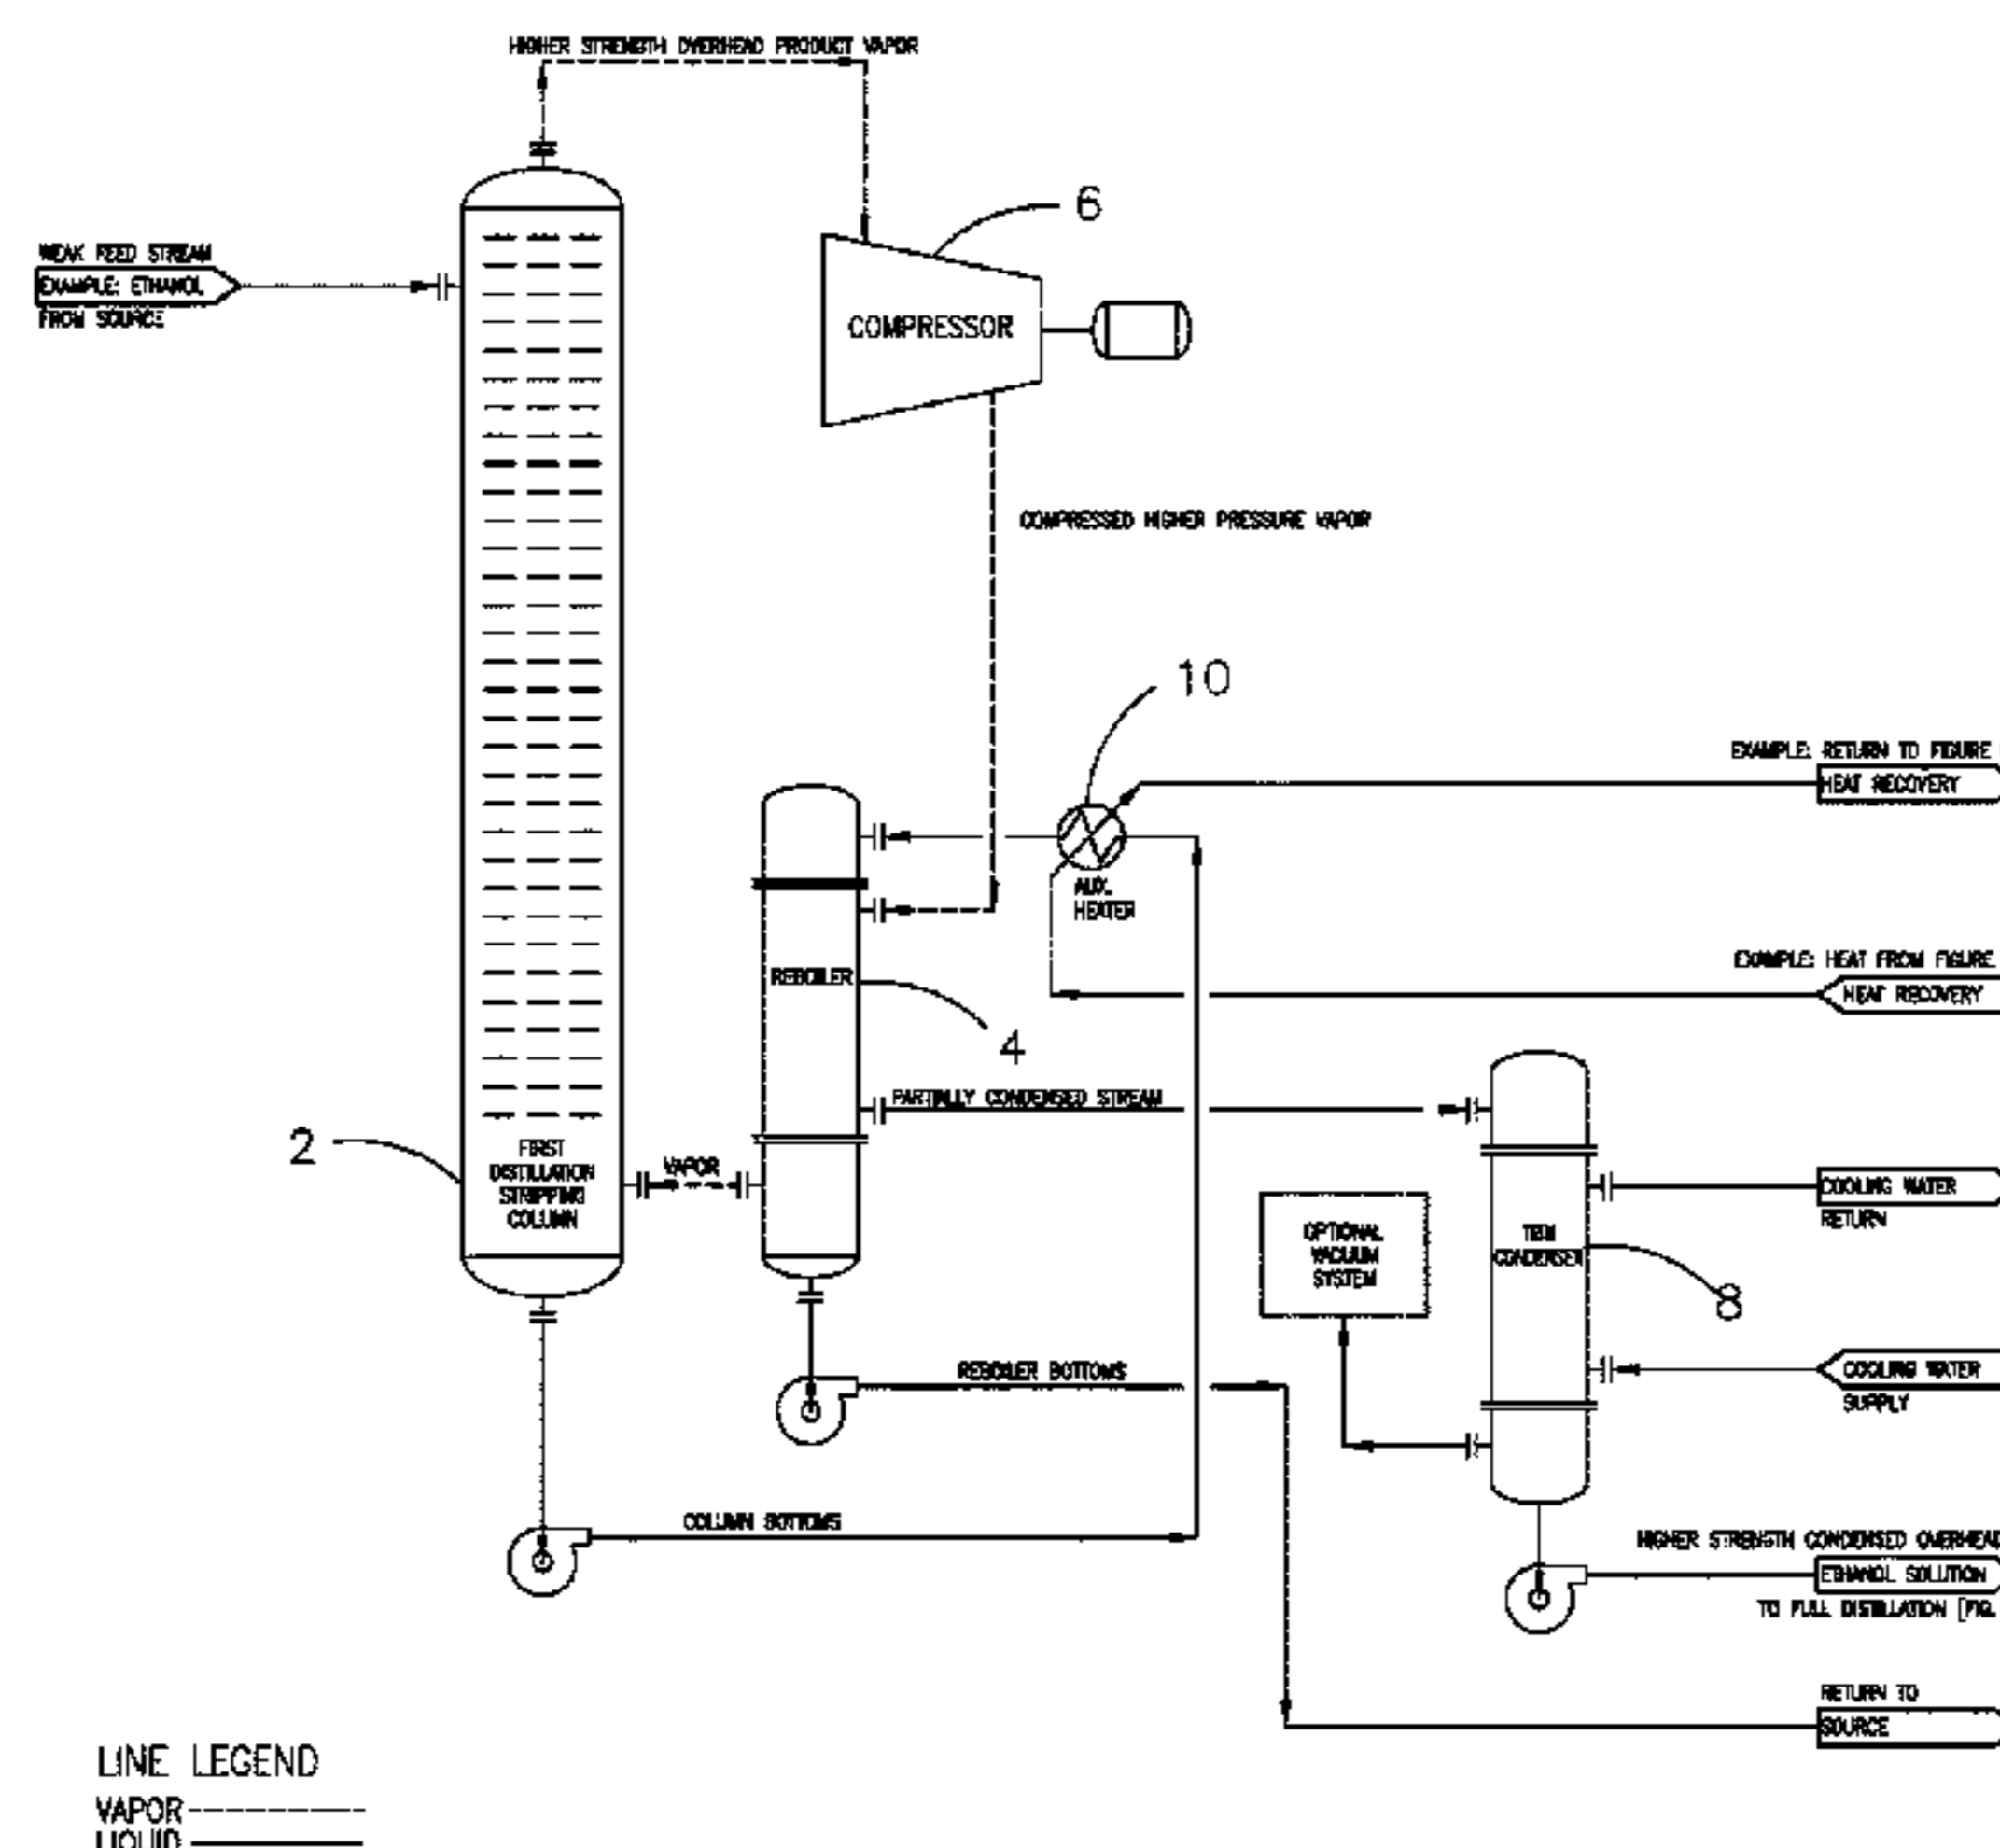 HIGHER STRENGTH OVERHEAD PRODUCT VAPOR
6
WEAK FEED STREAM
EXAMPLE: ETHANOL
FROM SOURCE
COMPRESSOR
COMPRESSED HIGHER PRESSURE VAPOR
10
EXAMPLE: RETURN TO FIGURE
HEAT RECOVERY
AUX.
HEATER
EXAMPLE: HEAT FROM FIGURE
HEAT RECOVERY
REBOILER
4
PARTIALLY CONDENSED STREAM
2
FIRST
DISTILLATION
STRIPPING
COLUMN
VAPOR
OPTIONAL
VACUUM
SYSTEM
TRIM
CONDENSER
8
COOLING WATER
RETURN
COOLING WATER
SUPPLY
REBOILER BOTTOMS
COLUMN BOTTOMS
HIGHER STRENGTH CONDENSED OVERHEAD
ETHANOL SOLUTION
TO FULL DISTILLATION [FIG.
RETURN TO
SOURCE
LINE LEGEND
VAPOR
LIQUID